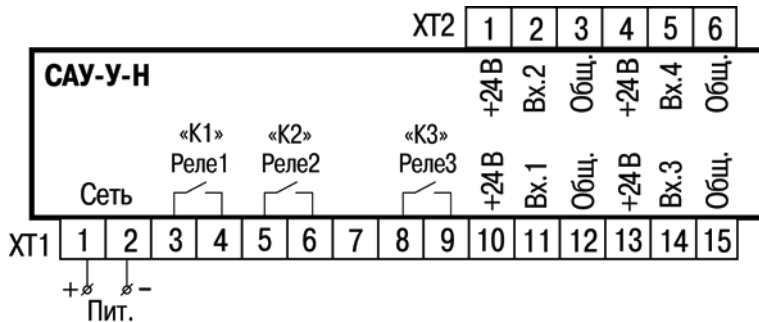 XT2 1 2 3 4 5 6
САУ-У-Н
+24 В Вх.2 Общ. +24 В Вх.4 Общ.
«К1» «К2» «К3»
Реле1 Реле2 Реле3
Сеть
+24 В Вх.1 Общ. +24 В Вх.3 Общ.
XT1 1 2 3 4 5 6 7 8 9 10 11 12 13 14 15
+ –
Пит.